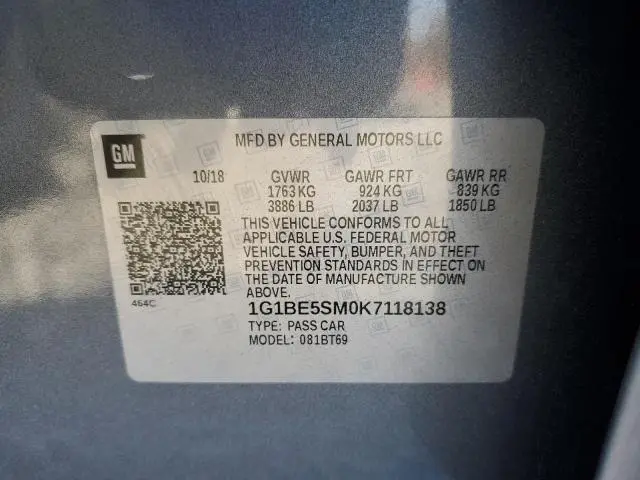 GM
MFD BY GENERAL MOTORS LLC
10/18 GVWR GAWR FRT GAWR RR
1763 KG 924 KG 839 KG
3886 LB 2037 LB 1850 LB
THIS VEHICLE CONFORMS TO ALL
APPLICABLE U.S. FEDERAL MOTOR
VEHICLE SAFETY, BUMPER, AND THEFT
PREVENTION STANDARDS IN EFFECT ON
THE DATE OF MANUFACTURE SHOWN
ABOVE.
464C
1G1BE5SM0K7118138
TYPE: PASS CAR
MODEL: 081BT69